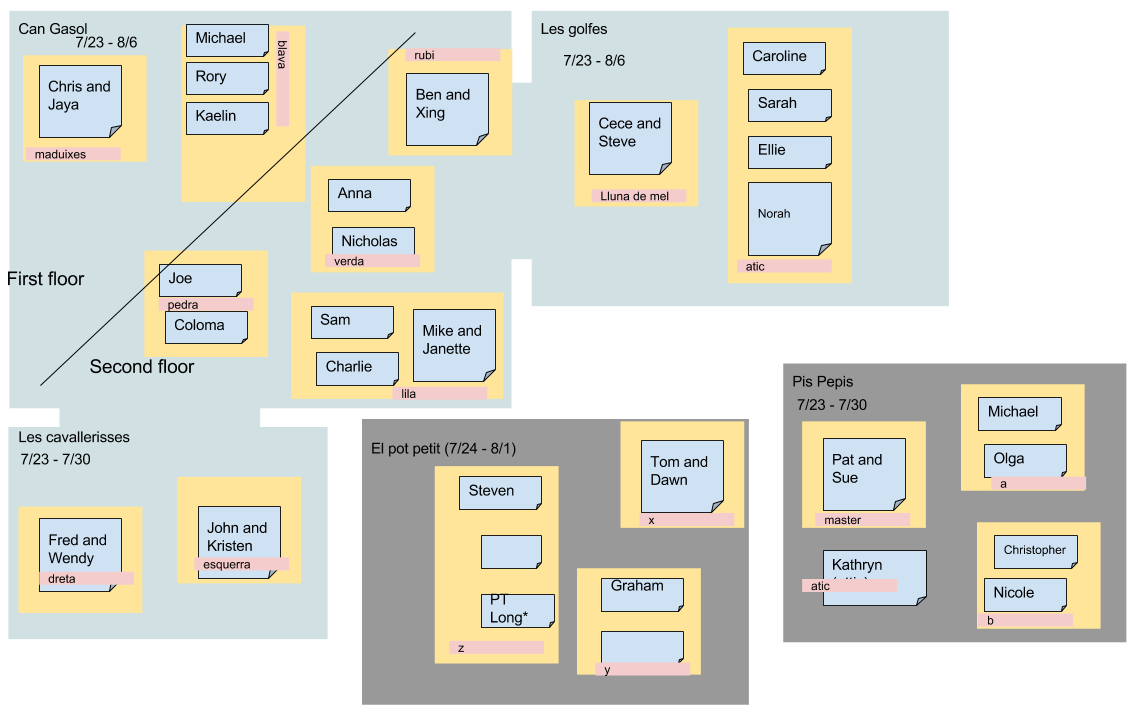 Can Gasol
7/23 - 8/6
Chris and
Jaya
maduixes
Michael
Rory
Kaelin
blava
rubi
Ben and
Xing
Anna
Nicholas
verda
First floor
Joe
pedra
Coloma
Second floor
Sam
Charlie
Mike and
Janette
lila
Les golfes
7/23 - 8/6
Cece and
Steve
Lluna de mel
Caroline
Sarah
Ellie
Norah
atic
Les cavallerisses
7/23 - 7/30
Fred and
Wendy
dreta
John and
Kristen
esquerra
El pot petit (7/24 - 8/1)
Steven
PT
Long*
z
Tom and
Dawn
x
Graham
y
Pis Pepis
7/23 - 7/30
Pat and
Sue
master
Kathryn
atic
Michael
Olga
a
Christopher
Nicole
b